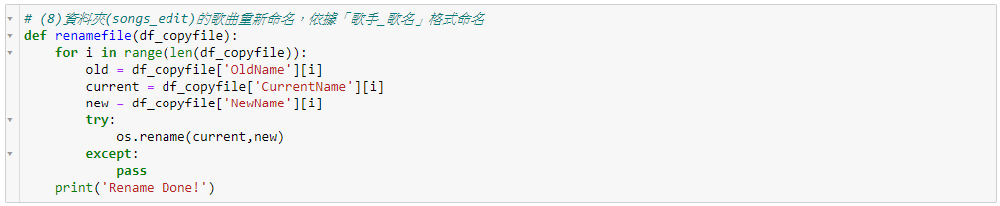 # (8)資料夾(songs_edit)的歌曲重新命名，依據「歌手_歌名」格式命名
def renamefile(df_copyfile):
    for i in range(len(df_copyfile)):
        old = df_copyfile['OldName'][i]
        current = df_copyfile['CurrentName'][i]
        new = df_copyfile['NewName'][i]
        try:
            os.rename(current,new)
        except:
            pass
    print('Rename Done!')